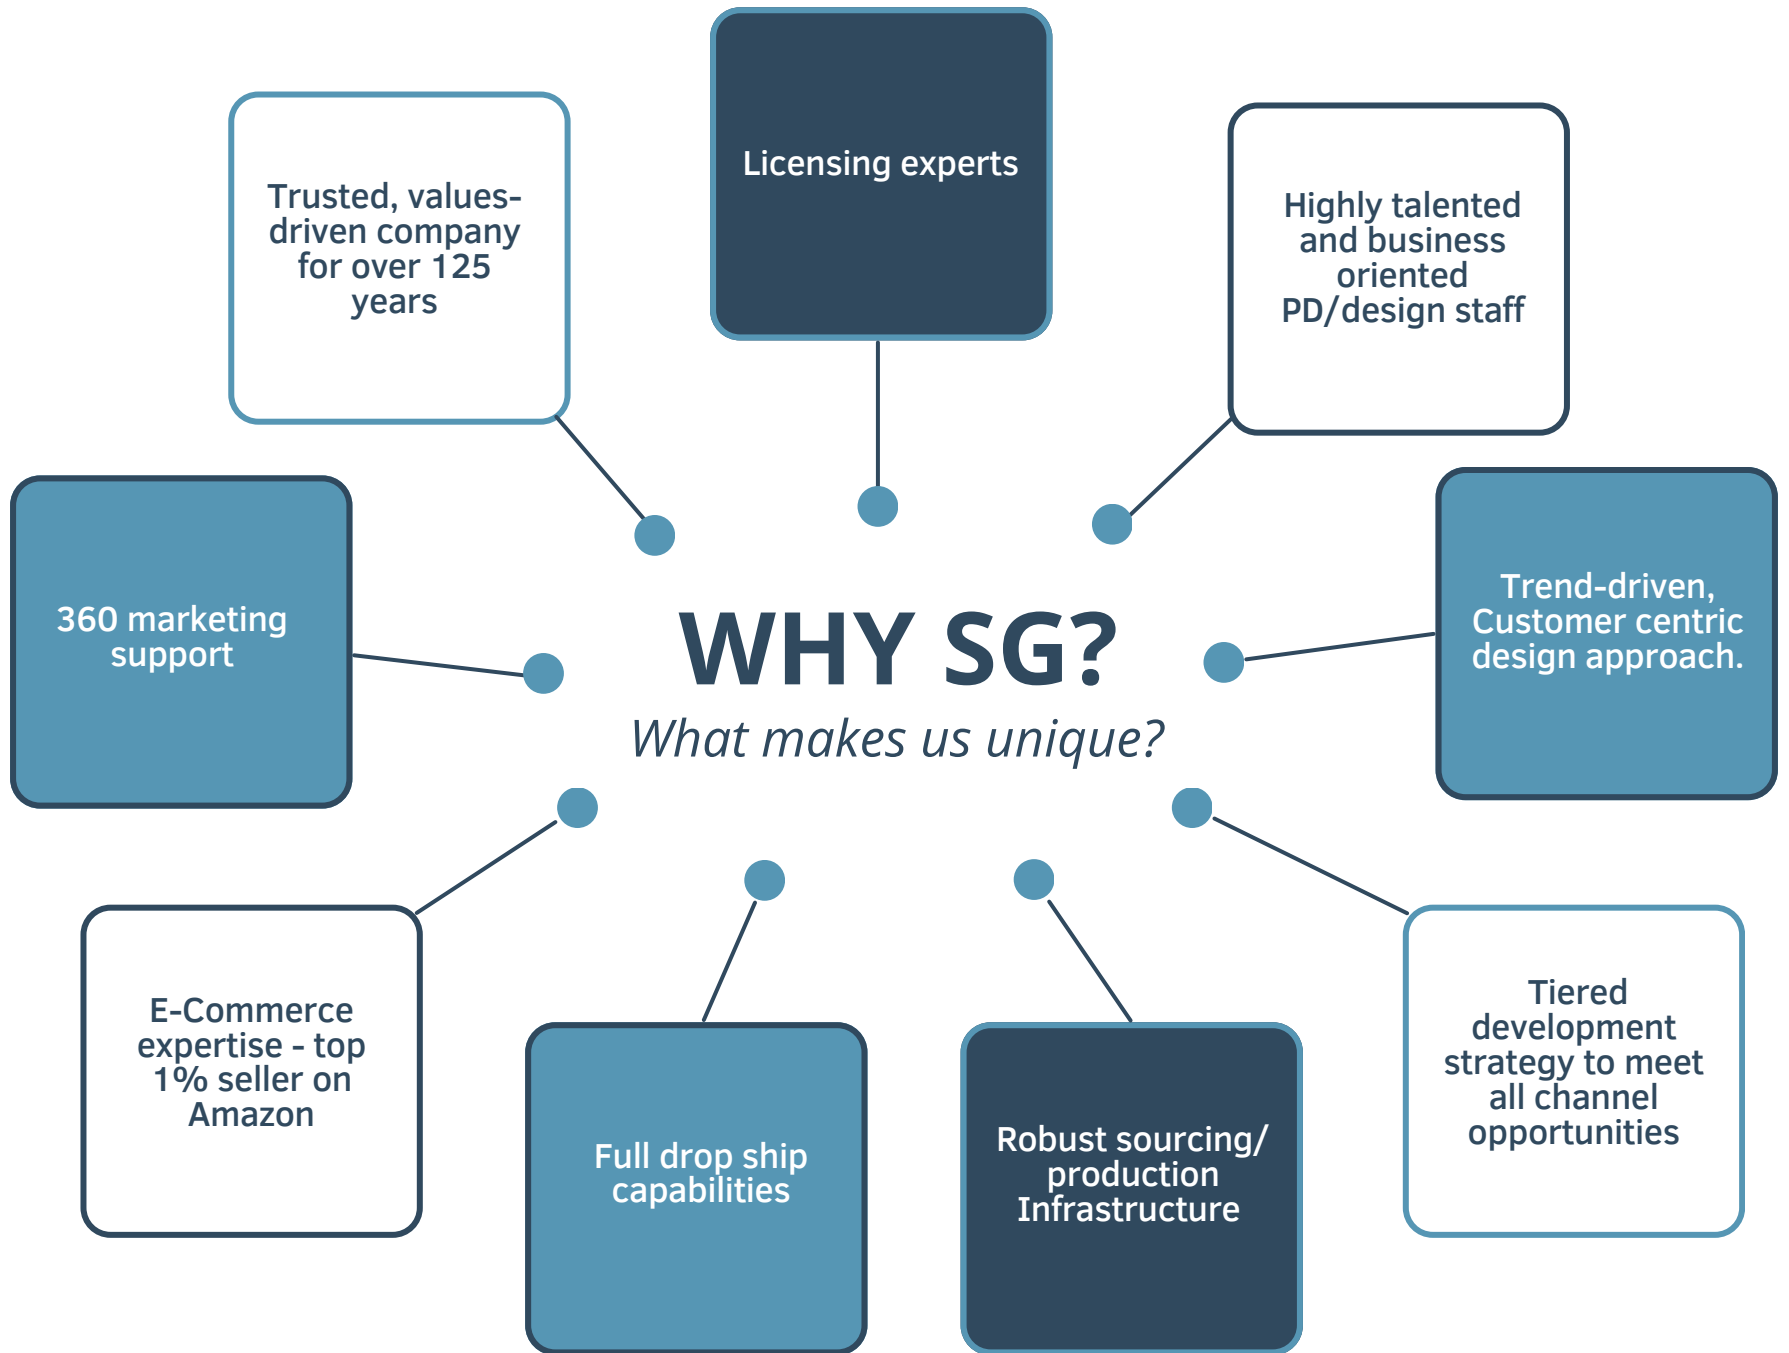 Licensing experts
Trusted, values-
driven company
for over 125
years
Highly talented
and business
oriented
PD/design staff
360 marketing
support
WHY SG?
What makes us unique?
Trend-driven,
Customer centric
design approach.
E-Commerce
expertise - top
1% seller on
Amazon
Full drop ship
capabilities
Robust sourcing/
production
Infrastructure
Tiered
development
strategy to meet
all channel
opportunities